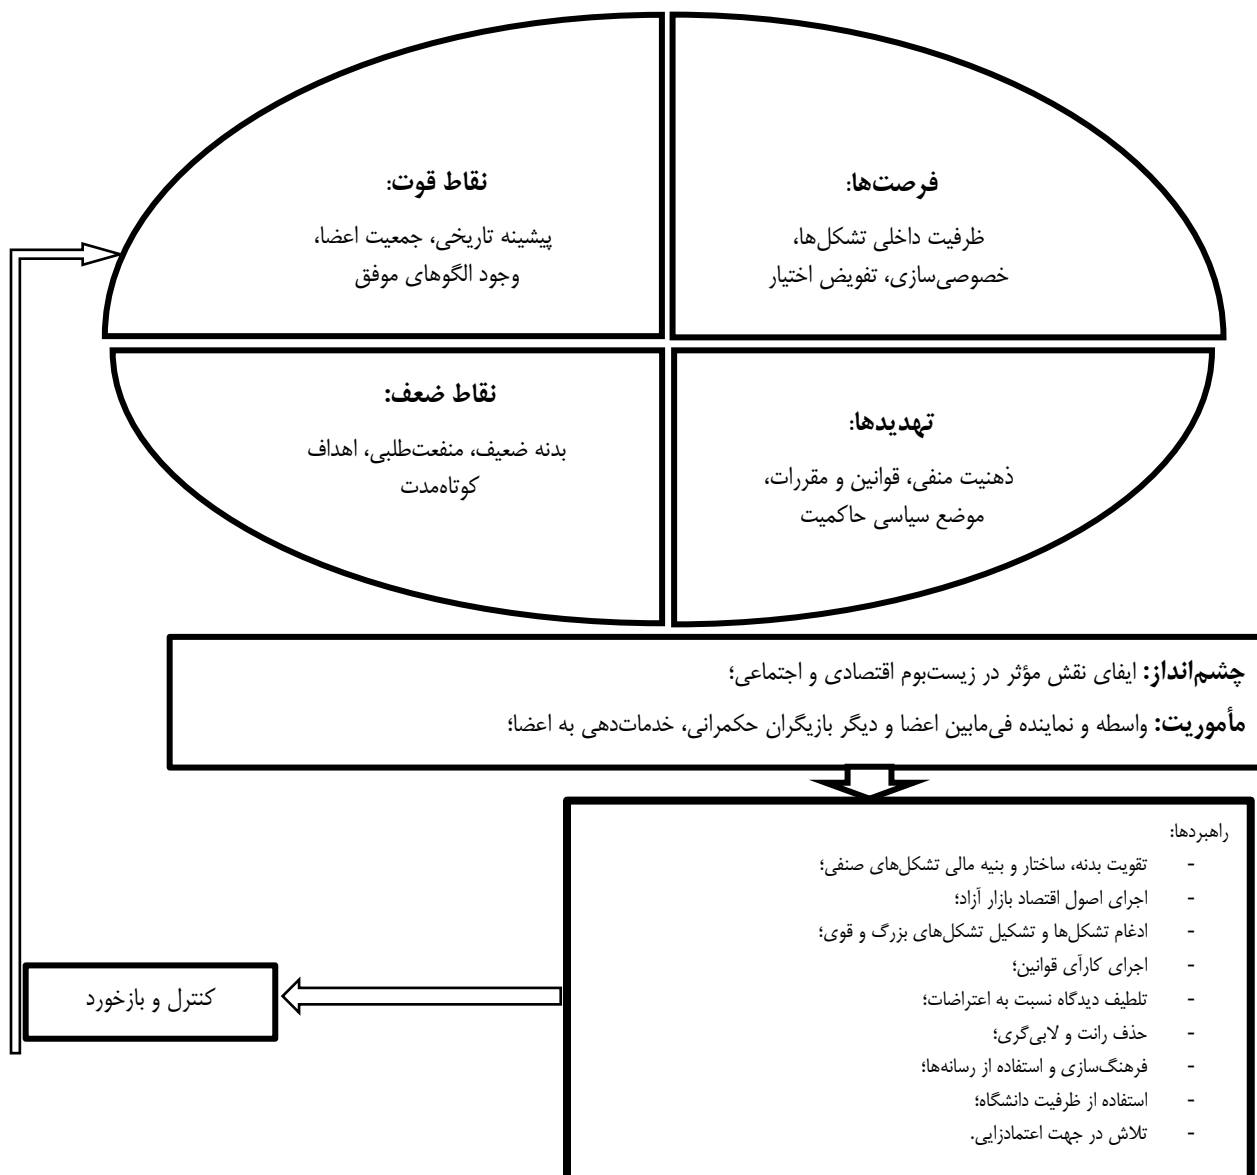 فرصت‌ها:
ظرفیت داخلی تشکل‌ها،
خصوصی‌سازی، تفویض اختیار
نقاط قوت:
پیشینه تاریخی، جمعیت اعضا،
وجود الگوهای موفق
تهدیدها:
ذهنیت منفی، قوانین و مقررات،
موضع سیاسی حاکمیت
نقاط ضعف:
بدنه ضعیف، منفعت‌طلبی، اهداف
کوتاه‌مدت
چشم‌انداز: ایفای نقش مؤثر در زیست‌بوم اقتصادی و اجتماعی؛
مأموریت: واسطه و نماینده فی‌مابین اعضا و دیگر بازیگران حکمرانی، خدمات‌دهی به اعضا؛
راهبردها:
- تقویت بدنه، ساختار و بنیه مالی تشکل‌های صنفی؛
- اجرای اصول اقتصاد بازار آزاد؛
- ادغام تشکل‌ها و تشکیل تشکل‌های بزرگ و قوی؛
- اجرای کارآی قوانین؛
- تلطیف دیدگاه نسبت به اعتراضات؛
- حذف رانت و لابی‌گری؛
- فرهنگ‌سازی و استفاده از رسانه‌ها؛
- استفاده از ظرفیت دانشگاه؛
- تلاش در جهت اعتمادزایی.
کنترل و بازخورد